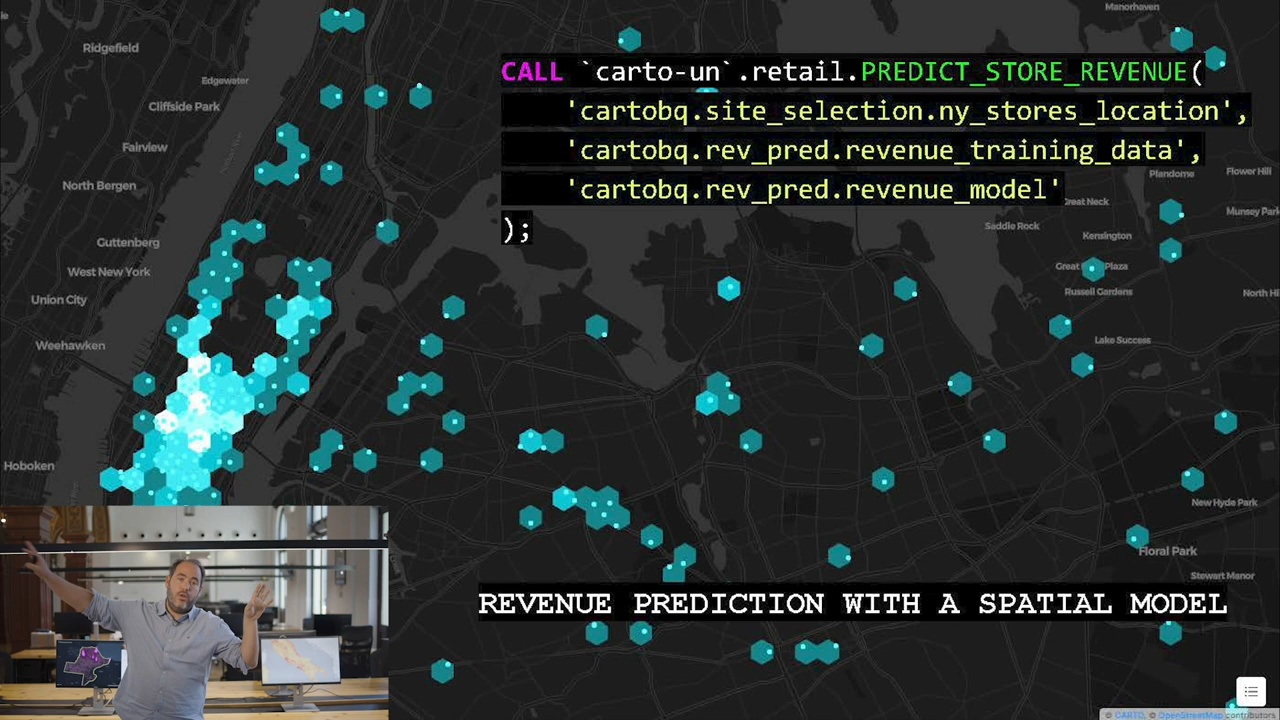 Manorhaven
Ridgefield
Edgewater
Cliffside Park
Fairview
North Bergen
Guttenberg
West New York
Union City
Weehawken
Hoboken
CALL `carto-un`.retail.PREDICT_STORE_REVENUE(
'cartobq.site_selection.ny_stores_location',
'cartobq.rev_pred.revenue_training_data',
'cartobq.rev_pred.revenue_model'
);
Plandome
Flower Hill
Great Neck
Munsey Par
Saddle Rock
Kensington
Great
Plaza
Russell Gardens
North Hi
Lake Success
New Hyde Park
Floral Park
Stewart Manor
REVENUE PREDICTION WITH A SPATIAL MODEL
© CARTO, © OpenStreetMap contributors